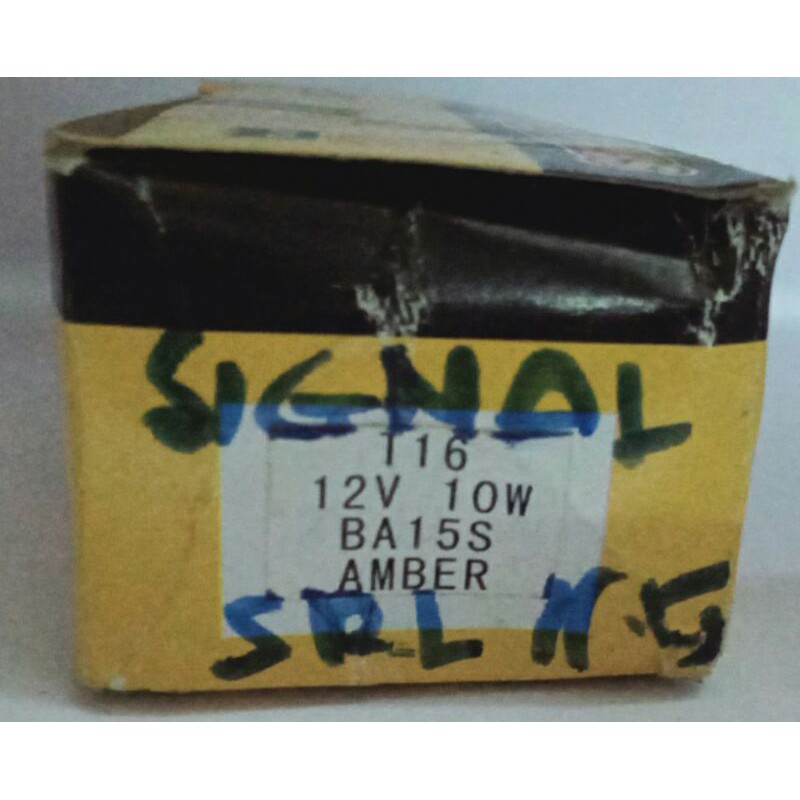 SIGNAL
T16
12V 10W
BA15S
AMBER
SRL N.5